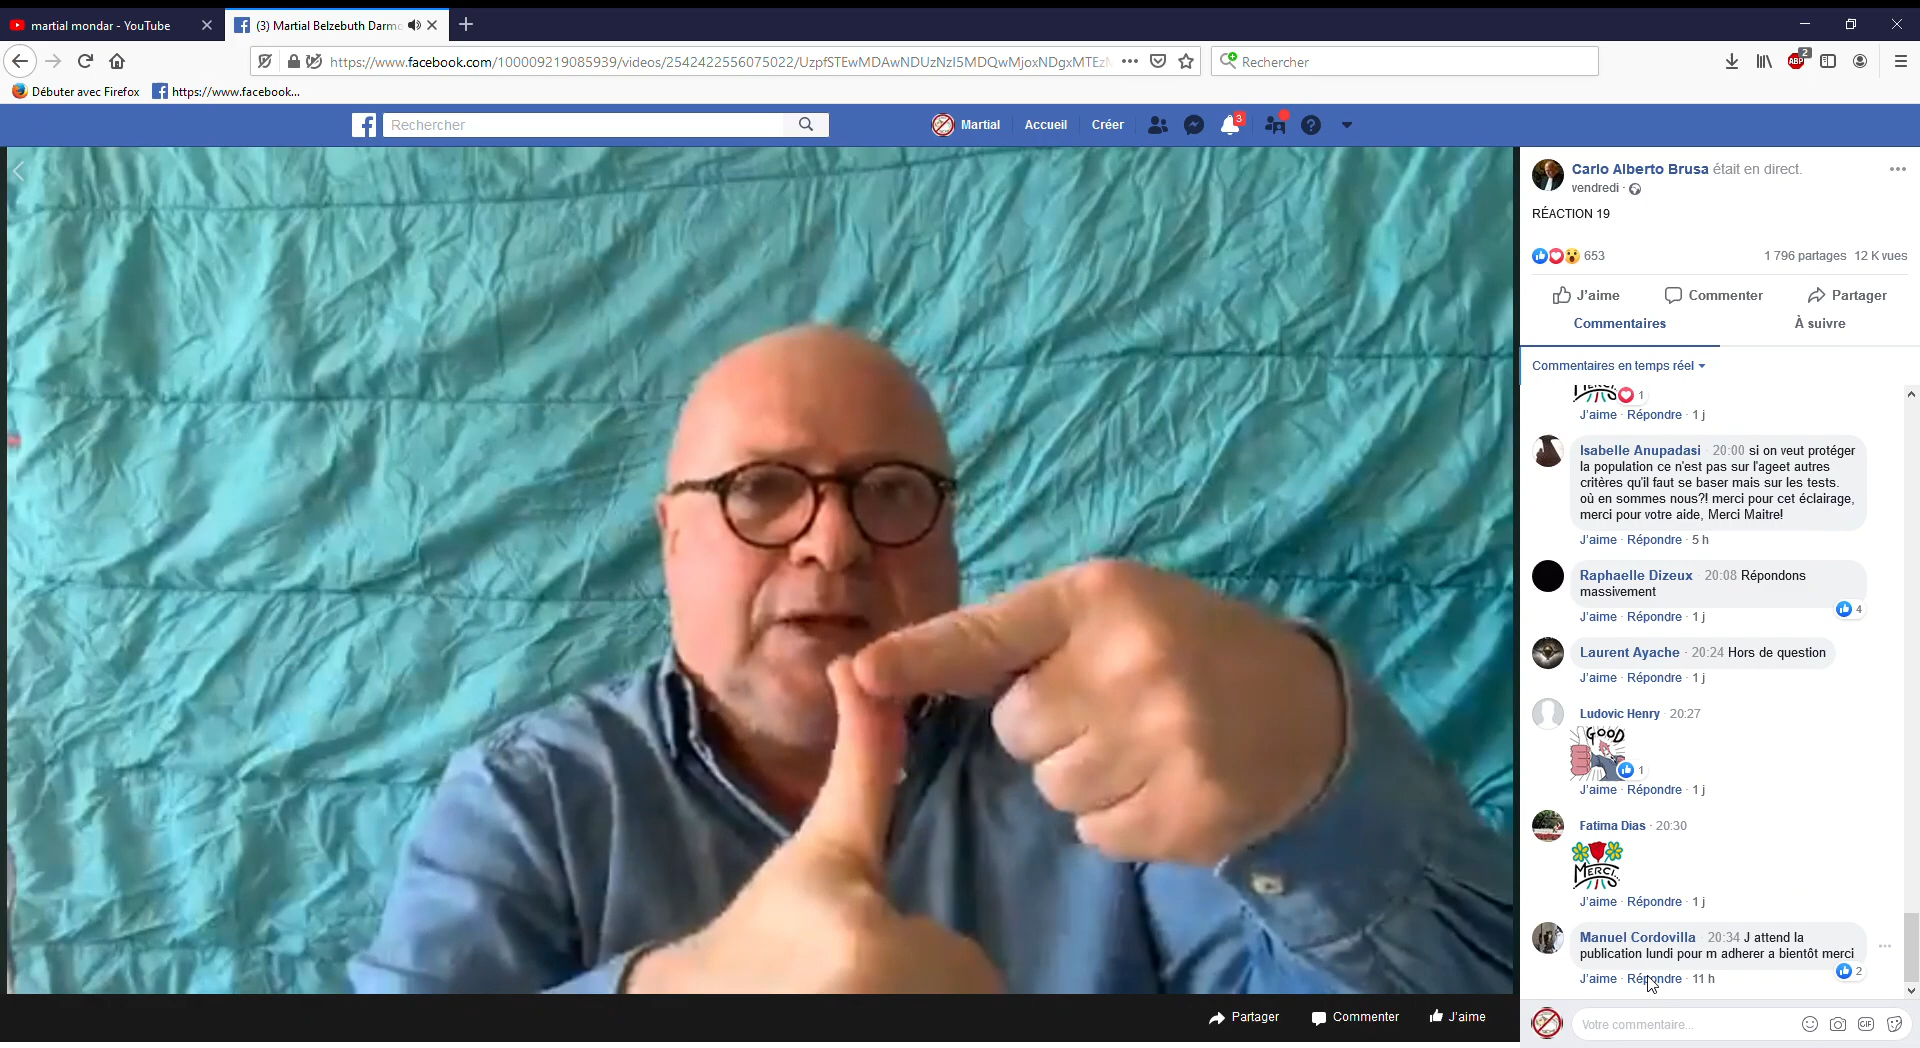 martial mondar - YouTube
(3) Martial Belzebuth Darm
https://www.facebook.com/100009219085939/videos/2542422556075022/UzpfSTEwMDAwNDUzNzI5MDQwMjoxNDgxMTEz
Rechercher
2
ABP
Débuter avec Firefox
https://www.facebook...
Rechercher
Martial
Accueil
Créer
3
Carlo Alberto Brusa était en direct.
vendredi ·
RÉACTION 19
653
1 796 partages 12 K vues
J'aime
Commenter
Partager
Commentaires
À suivre
Commentaires en temps réel
MERCI
1
J'aime · Répondre · 1 j
Isabelle Anupadasi · 20:00 si on veut protéger
la population ce n'est pas sur l'ageet autres
critères qu'il faut se baser mais sur les tests.
où en sommes nous?! merci pour cet éclairage,
merci pour votre aide, Merci Maitre!
J'aime · Répondre · 5 h
Raphaelle Dizeux · 20:08 Répondons
massivement
4
J'aime · Répondre · 1 j
Laurent Ayache · 20:24 Hors de question
J'aime · Répondre · 1 j
Ludovic Henry · 20:27
GOOD
1
J'aime · Répondre · 1 j
Fatima Dias · 20:30
MERCI...
J'aime · Répondre · 1 j
Manuel Cordovilla · 20:34 J attend la
publication lundi pour m adherer a bientôt merci
2
J'aime · Répondre · 11 h
Partager
Commenter
J'aime
Votre commentaire...
GIF